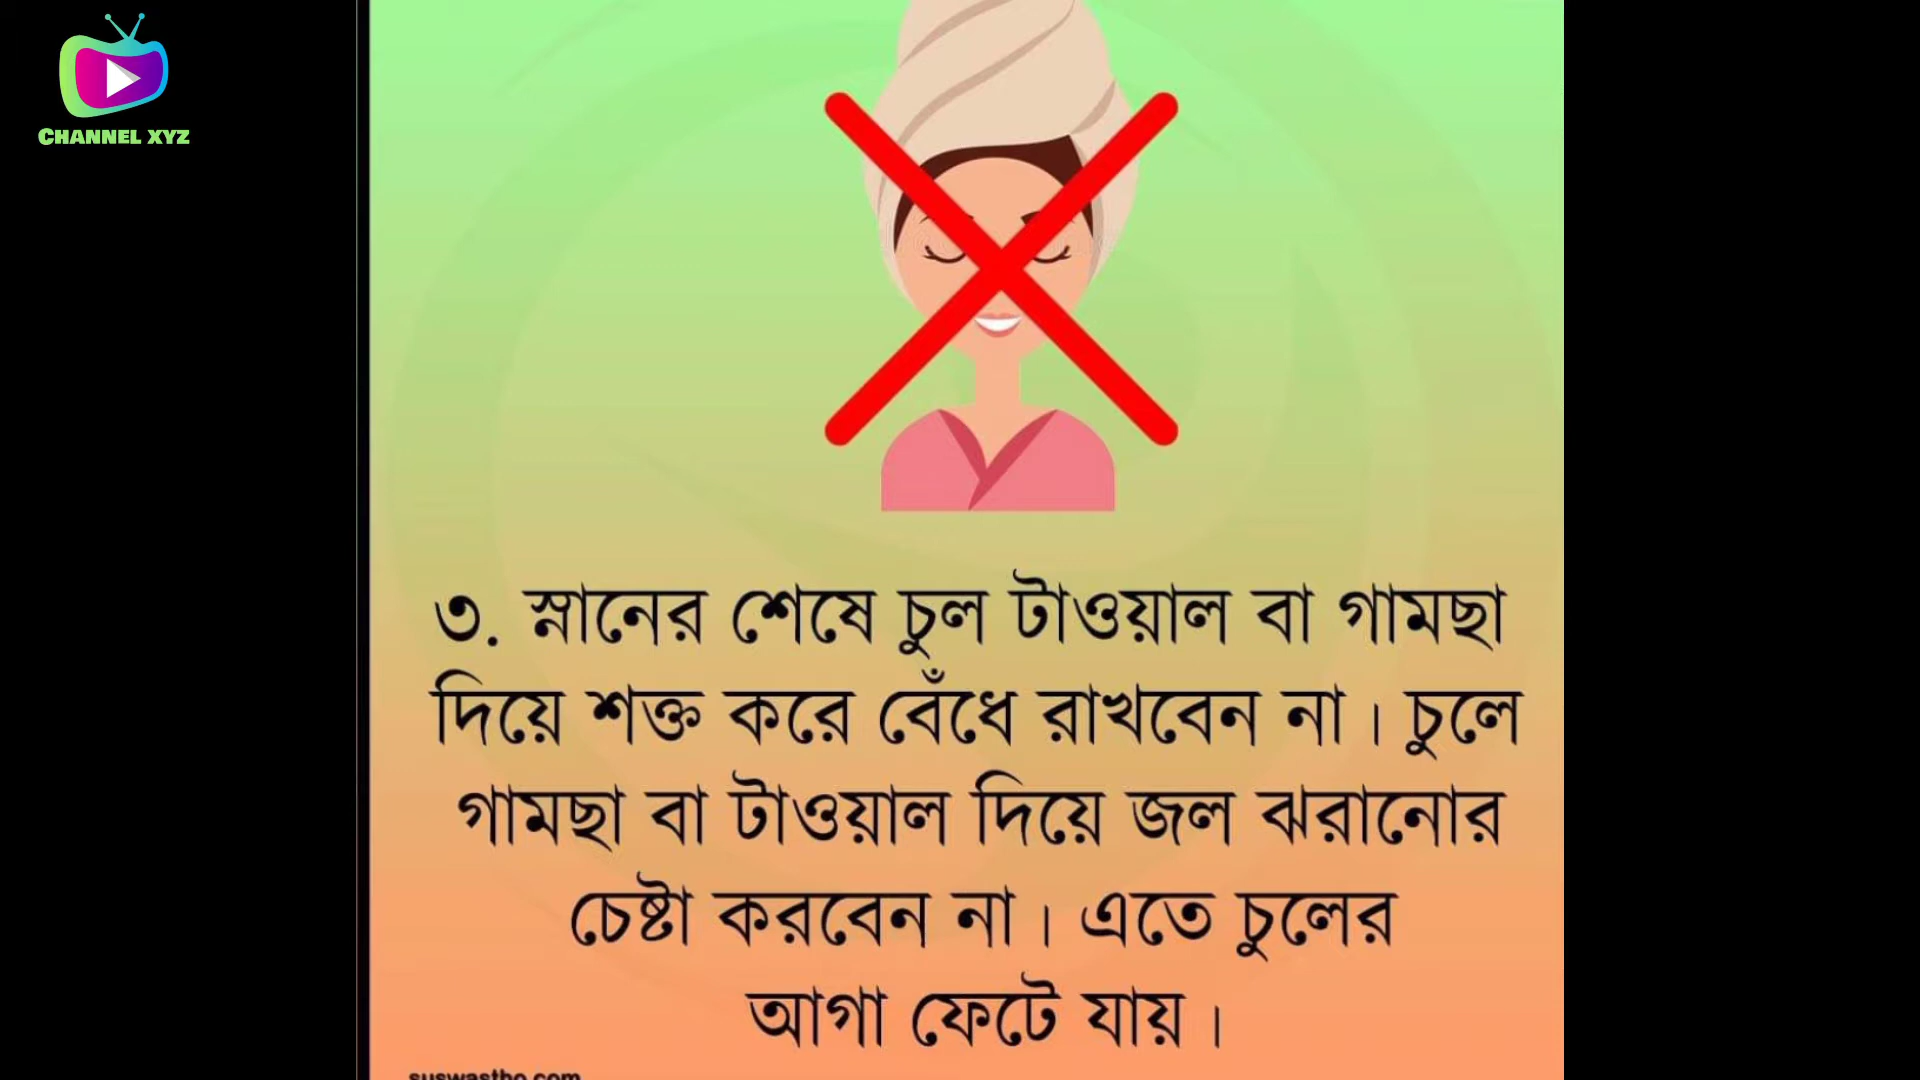 CHANNEL XYZ
৩. স্নানের শেষে চুল টাওয়াল বা গামছা
দিয়ে শক্ত করে বেঁধে রাখবেন না। চুলে
গামছা বা টাওয়াল দিয়ে জল ঝরানোর
চেষ্টা করবেন না। এতে চুলের
আগা ফেটে যায়।
suswastho.com